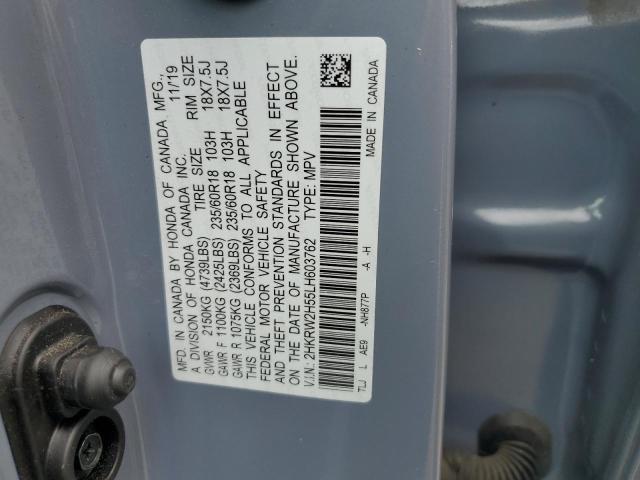 MFD. IN CANADA BY HONDA OF CANADA MFG.,
A DIVISION OF HONDA CANADA INC. 11/19
TIRE SIZE RIM SIZE
GVWR 2150KG (4739LBS)
GAWR F 1100KG (2425LBS) 235/60R18 103H 18X7.5J
GAWR R 1075KG (2369LBS) 235/60R18 103H 18X7.5J
THIS VEHICLE CONFORMS TO ALL APPLICABLE
FEDERAL MOTOR VEHICLE SAFETY
AND THEFT PREVENTION STANDARDS IN EFFECT
ON THE DATE OF MANUFACTURE SHOWN ABOVE.
V.I.N: 2HKRW2H55LH603762 TYPE: MPV
TLJ L AE9 -NH877P -A -H
MADE IN CANADA